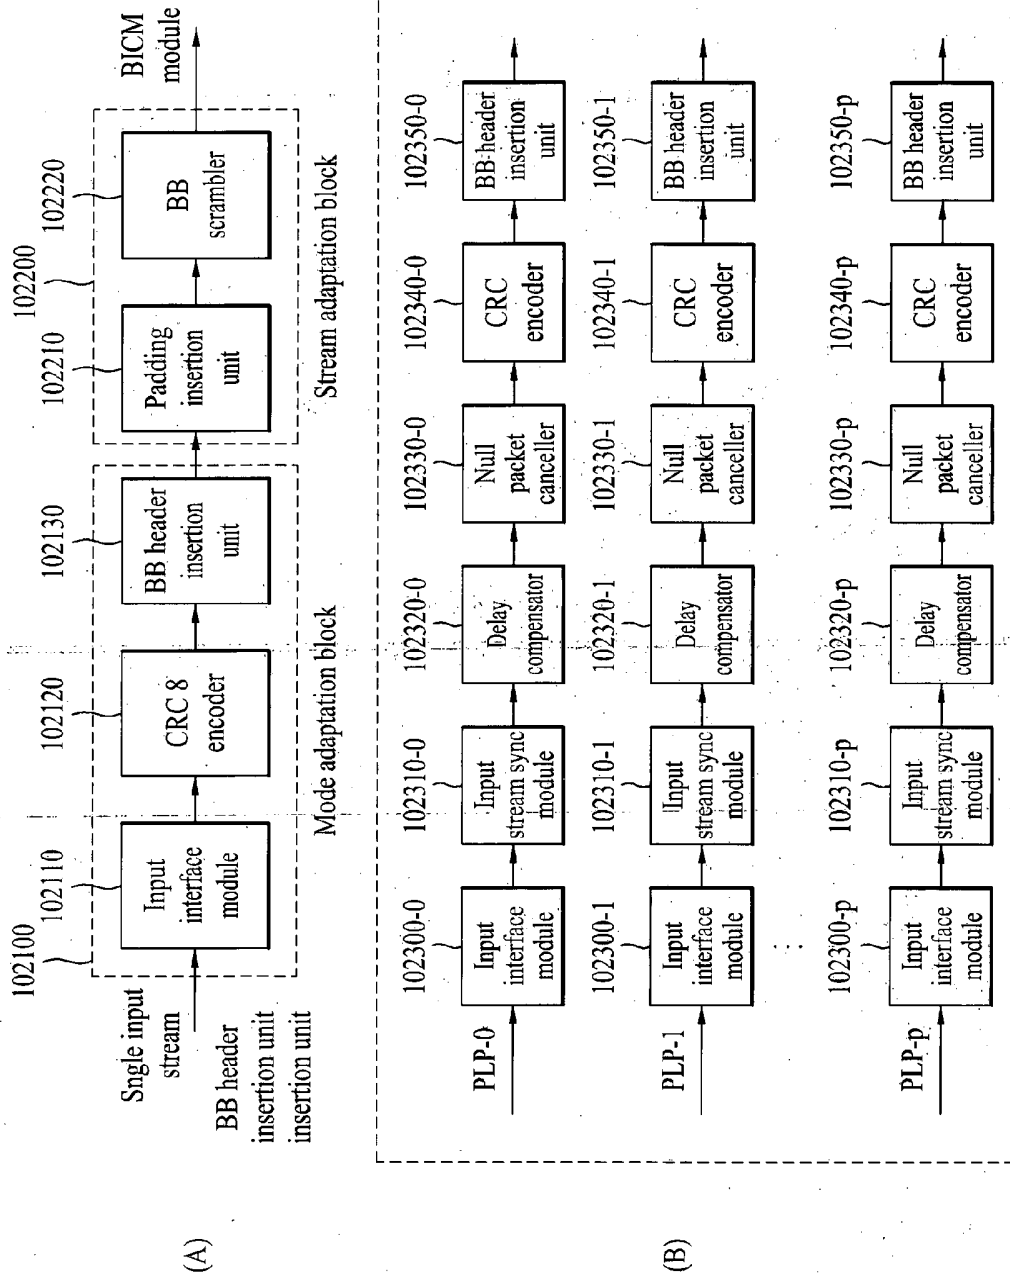 (A)
Sngle input
stream
BB header
insertion unit
insertion unit
102100
102110
Input
interface
module
102120
CRC 8
encoder
102130
BB header
insertion
unit
Mode adaptation block
102200
102210
Padding
insertion
unit
102220
BB
scrambler
Stream adaptation block
BICM
module
(B)
PLP-0
102300-0
Input
interface
module
102310-0
Input
stream sync
module
102320-0
Delay
compensator
102330-0
Null
packet
canceller
102340-0
CRC
encoder
102350-0
BB header
insertion
unit
PLP-1
102300-1
Input
interface
module
102310-1
Input
stream sync
module
102320-1
Delay
compensator
102330-1
Null
packet
canceller
102340-1
CRC
encoder
102350-1
BB header
insertion
unit
PLP-p
102300-p
Input
interface
module
102310-p
Input
stream sync
module
102320-p
Delay
compensator
102330-p
Null
packet
canceller
102340-p
CRC
encoder
102350-p
BB header
insertion
unit